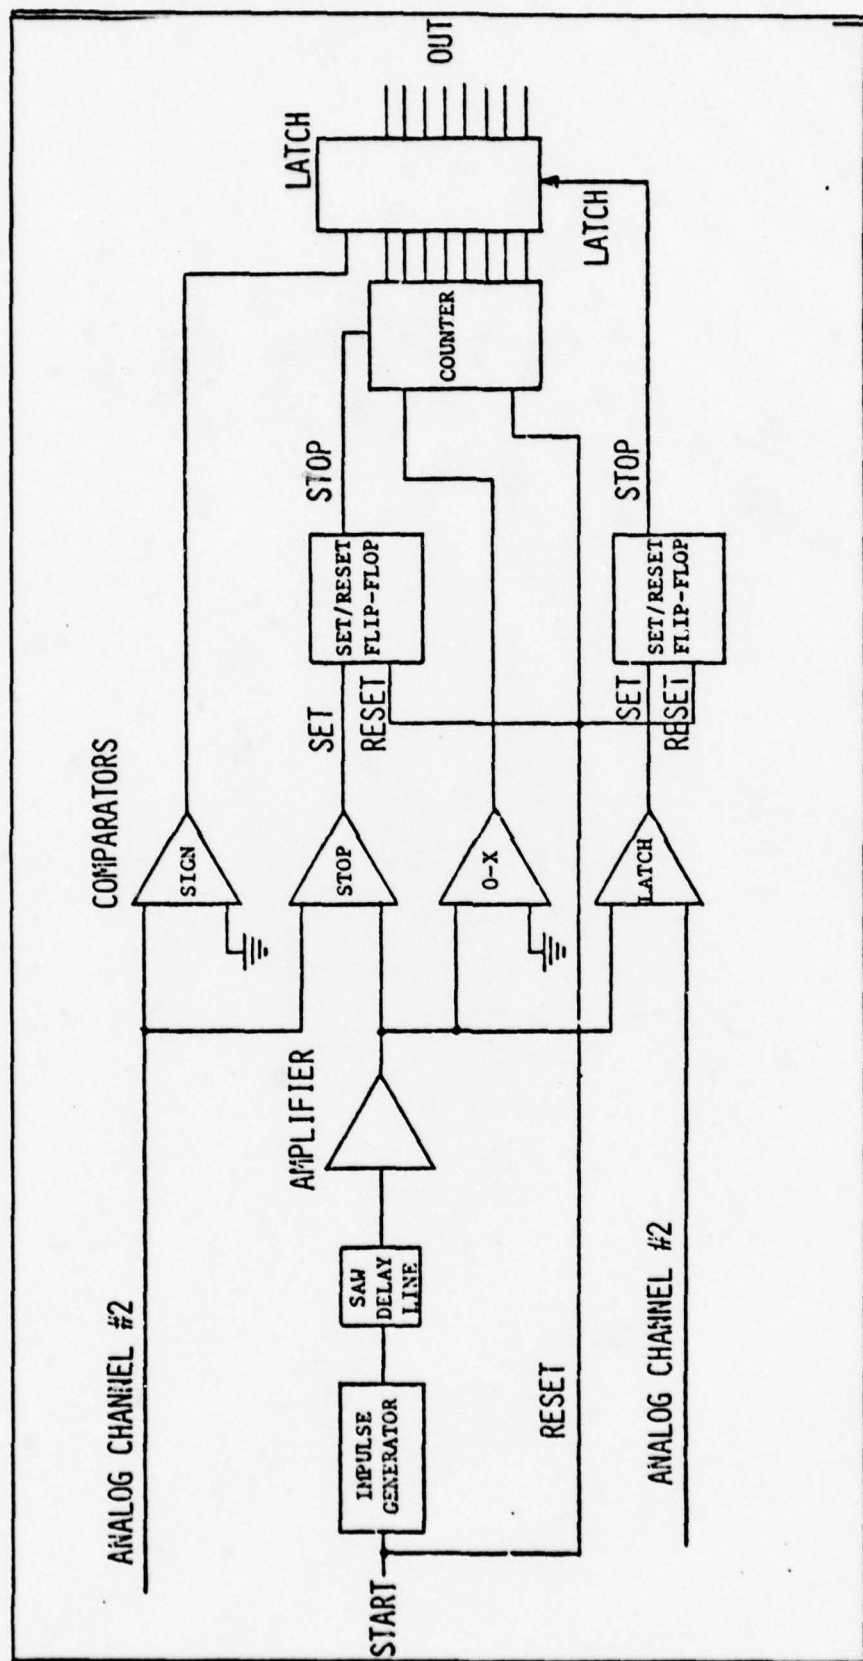 COMPARATORS
ANALOG CHANNEL #2
SIGN
LATCH
OUT
STOP
SET
RESET
SET/RESET
FLIP-FLOP
STOP
COUNTER
AMPLIFIER
START
IMPULSE
GENERATOR
SAW
DELAY
LINE
O-X
LATCH
RESET
LATCH
SET
RESET
SET/RESET
FLIP-FLOP
STOP
ANALOG CHANNEL #2